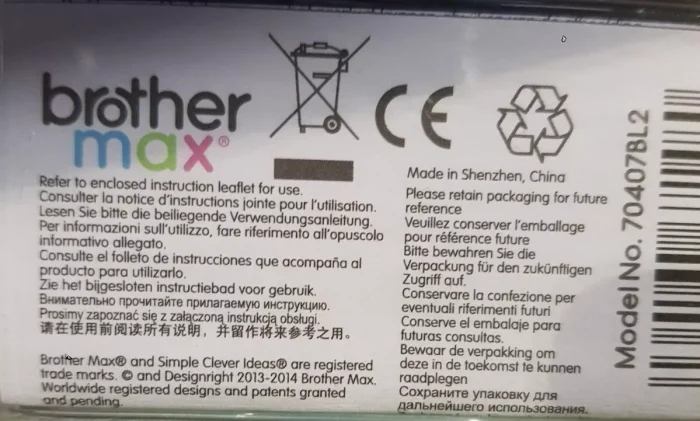 brother
max®
Refer to enclosed instruction leaflet for use.
Consulter la notice d'instructions jointe pour l'utilisation.
Lesen Sie bitte die beiliegende Verwendungsanleitung.
Per informazioni sull'utilizzo, fare riferimento all'opuscolo
informativo allegato.
Consulte el folleto de instrucciones que acompaña al
producto para utilizarlo.
Zie het bijgesloten instructiebad voor gebruik.
Внимательно прочитайте прилагаемую инструкцию.
Prosimy zapoznać się z załączoną instrukcją obsługi.
请在使用前阅读所有说明，并留作将来参考之用。
Brother Max® and Simple Clever Ideas® are registered
trade marks. © and Designright 2013-2014 Brother Max.
Worldwide registered designs and patents granted
and pending.
CE
Made in Shenzhen, China
Please retain packaging for future
reference
Veuillez conserver l'emballage
pour référence future
Bitte bewahren Sie die
Verpackung für den zukünftigen
Zugriff auf.
Conservare la confezione per
eventuali riferimenti futuri
Conserve el embalaje para
futuras consultas.
Bewaar de verpakking om
deze in de toekomst te kunnen
raadplegen
Сохраните упаковку для
дальнейшего использования.
Model No. 70407BL2